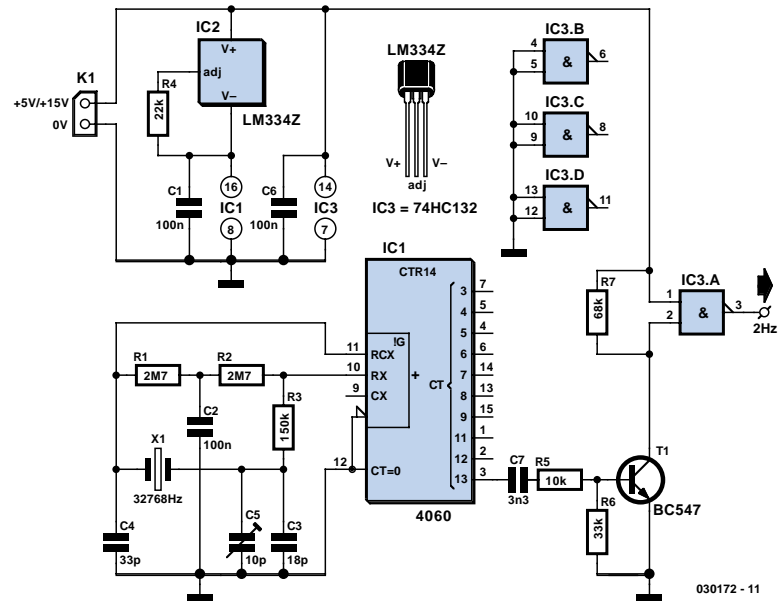 IC2
V+
adj
V–
LM334Z
R4
22k
K1
+5V/+15V
0V
C1
100n
16
IC1
8
C6
100n
14
IC3
7
LM334Z
V+
adj
V–
IC3 = 74HC132
IC3.B
4
5
&
6
IC3.C
10
9
&
8
IC3.D
13
12
&
11
IC1
CTR14
11
RCX
!G
10
RX
9
CX
+
12
CT=0
CT
3
7
4
5
5
4
6
6
7
14
8
13
9
15
11
1
12
2
13
3
4060
R1
2M7
R2
2M7
R3
150k
C2
100n
X1
32768Hz
C4
33p
C5
10p
C3
18p
C7
3n3
R5
10k
R6
33k
T1
BC547
R7
68k
IC3.A
1
2
&
3
2Hz
030172 - 11